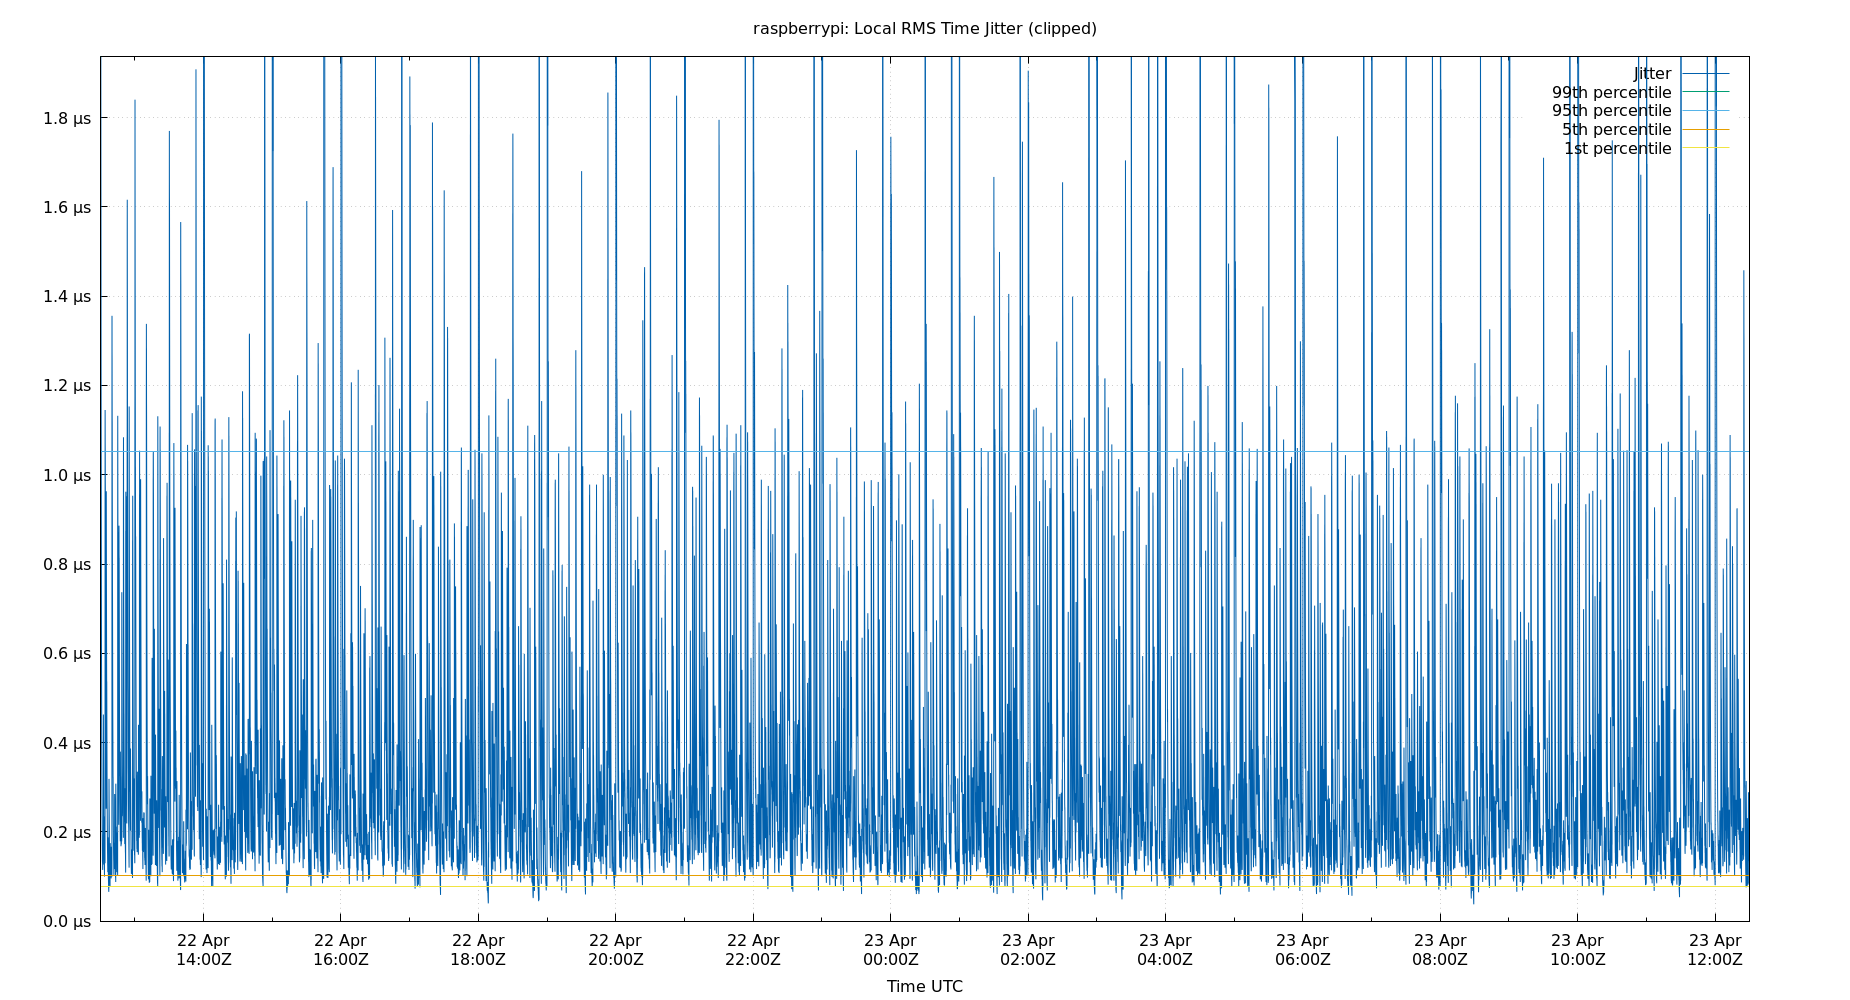 raspberrypi: Local RMS Time Jitter (clipped)
Jitter
99th percentile
95th percentile
5th percentile
1st percentile
1.8 µs
1.6 µs
1.4 µs
1.2 µs
1.0 µs
0.8 µs
0.6 µs
0.4 µs
0.2 µs
0.0 µs
22 Apr 22 Apr 22 Apr 22 Apr 22 Apr 23 Apr 23 Apr 23 Apr 23 Apr 23 Apr 23 Apr 23 Apr
14:00Z 16:00Z 18:00Z 20:00Z 22:00Z 00:00Z 02:00Z 04:00Z 06:00Z 08:00Z 10:00Z 12:00Z
Time UTC